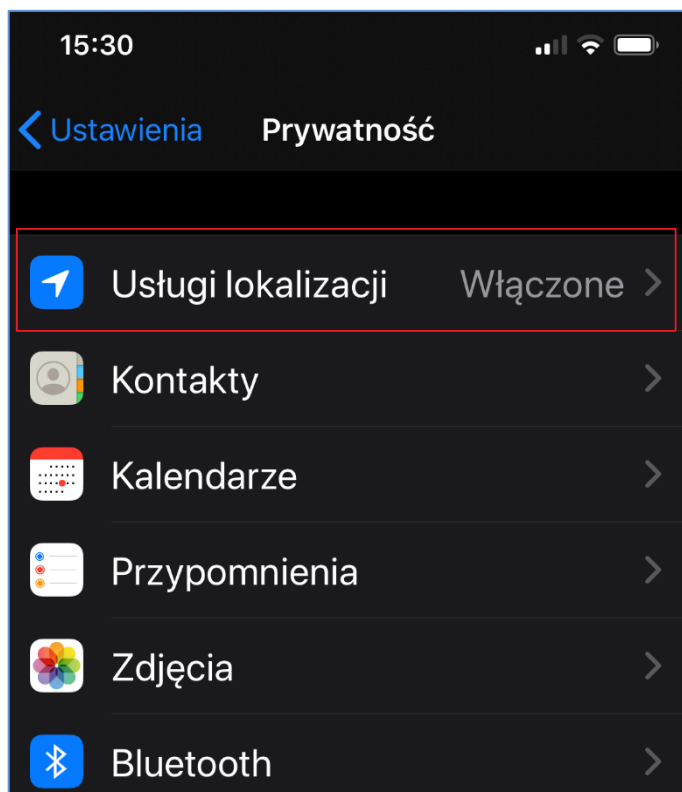 15:30
Ustawienia Prywatność
Usługi lokalizacji Włączone
Kontakty
Kalendarze
Przypomnienia
Zdjęcia
Bluetooth